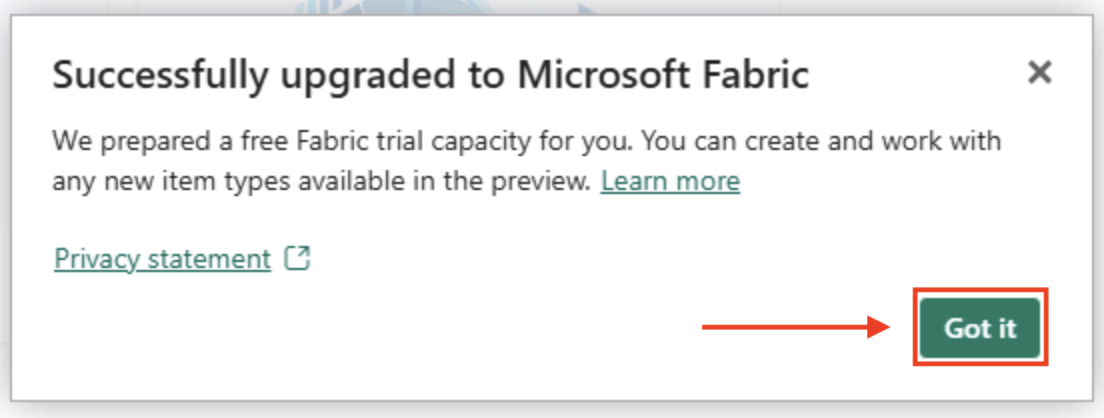 Successfully upgraded to Microsoft Fabric
We prepared a free Fabric trial capacity for you. You can create and work with
any new item types available in the preview. Learn more
Privacy statement
Got it